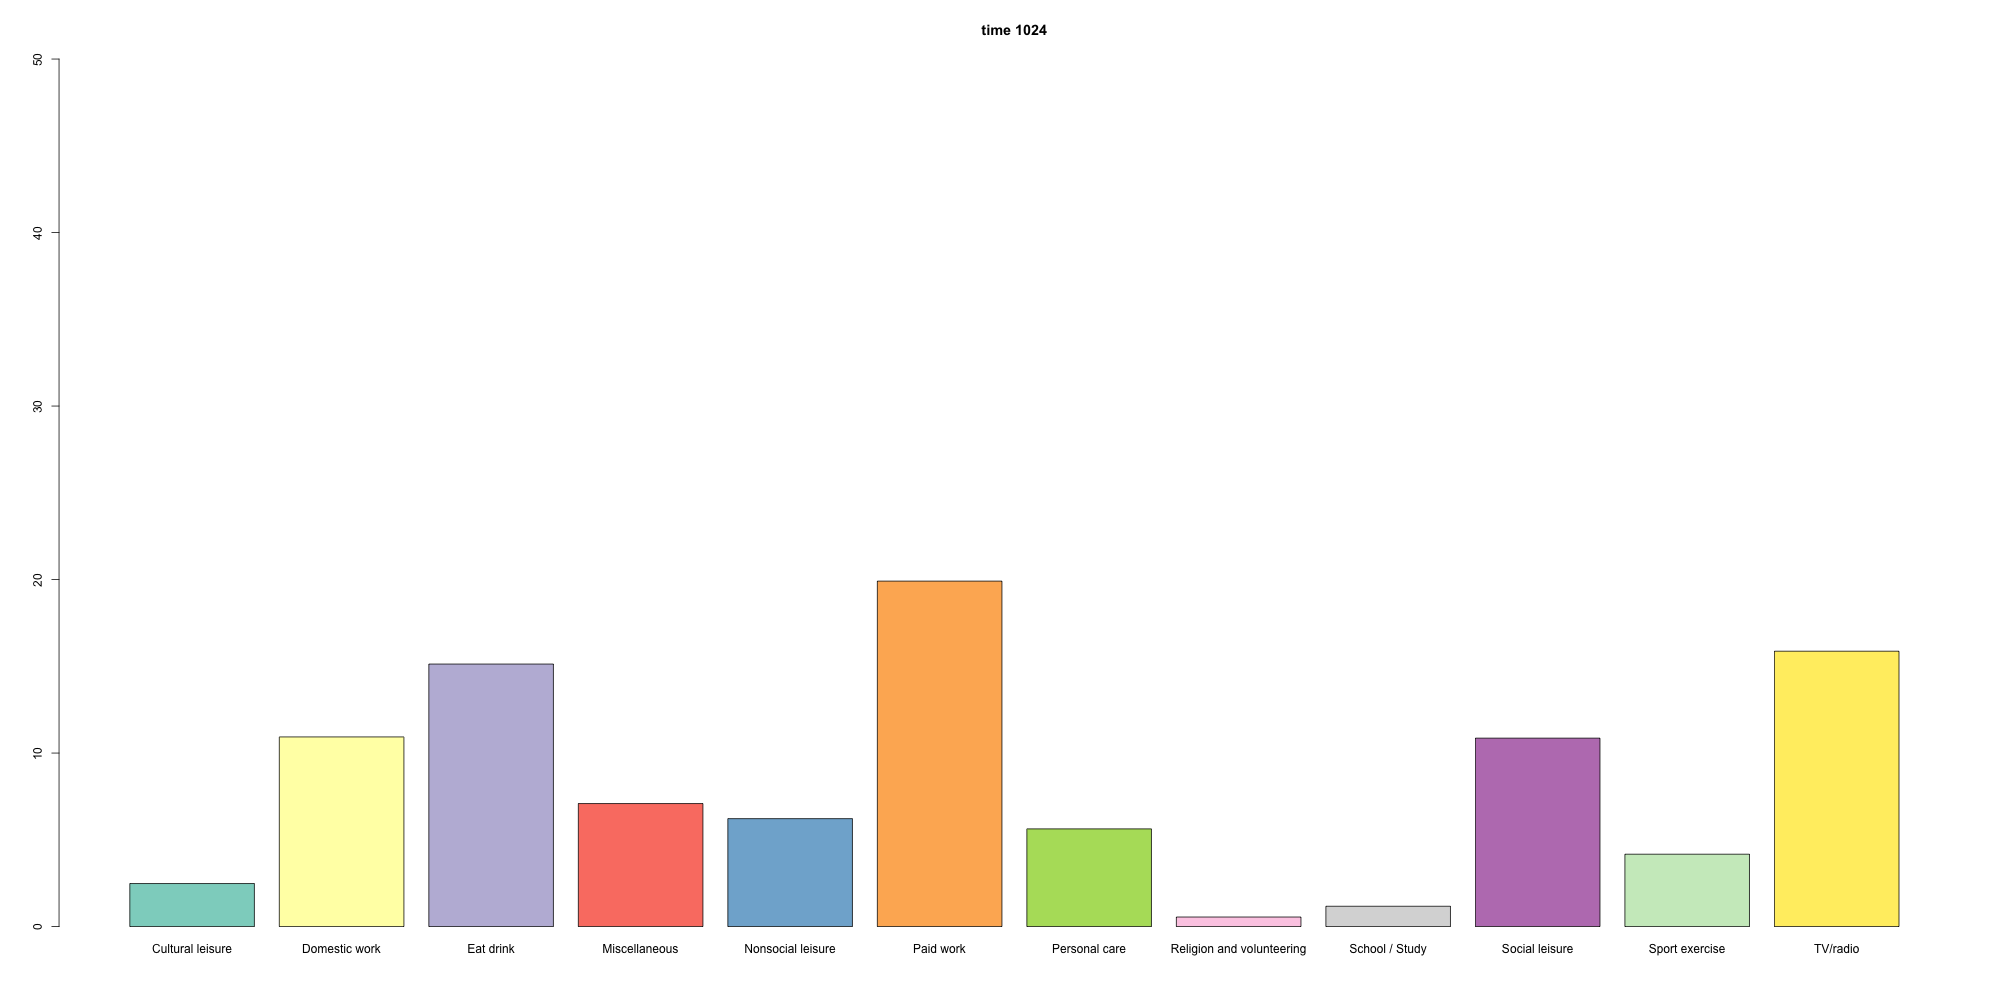 time 1024
50
40
30
20
10
0
Cultural leisure
Domestic work
Eat drink
Miscellaneous
Nonsocial leisure
Paid work
Personal care
Religion and volunteering
School / Study
Social leisure
Sport exercise
TV/radio